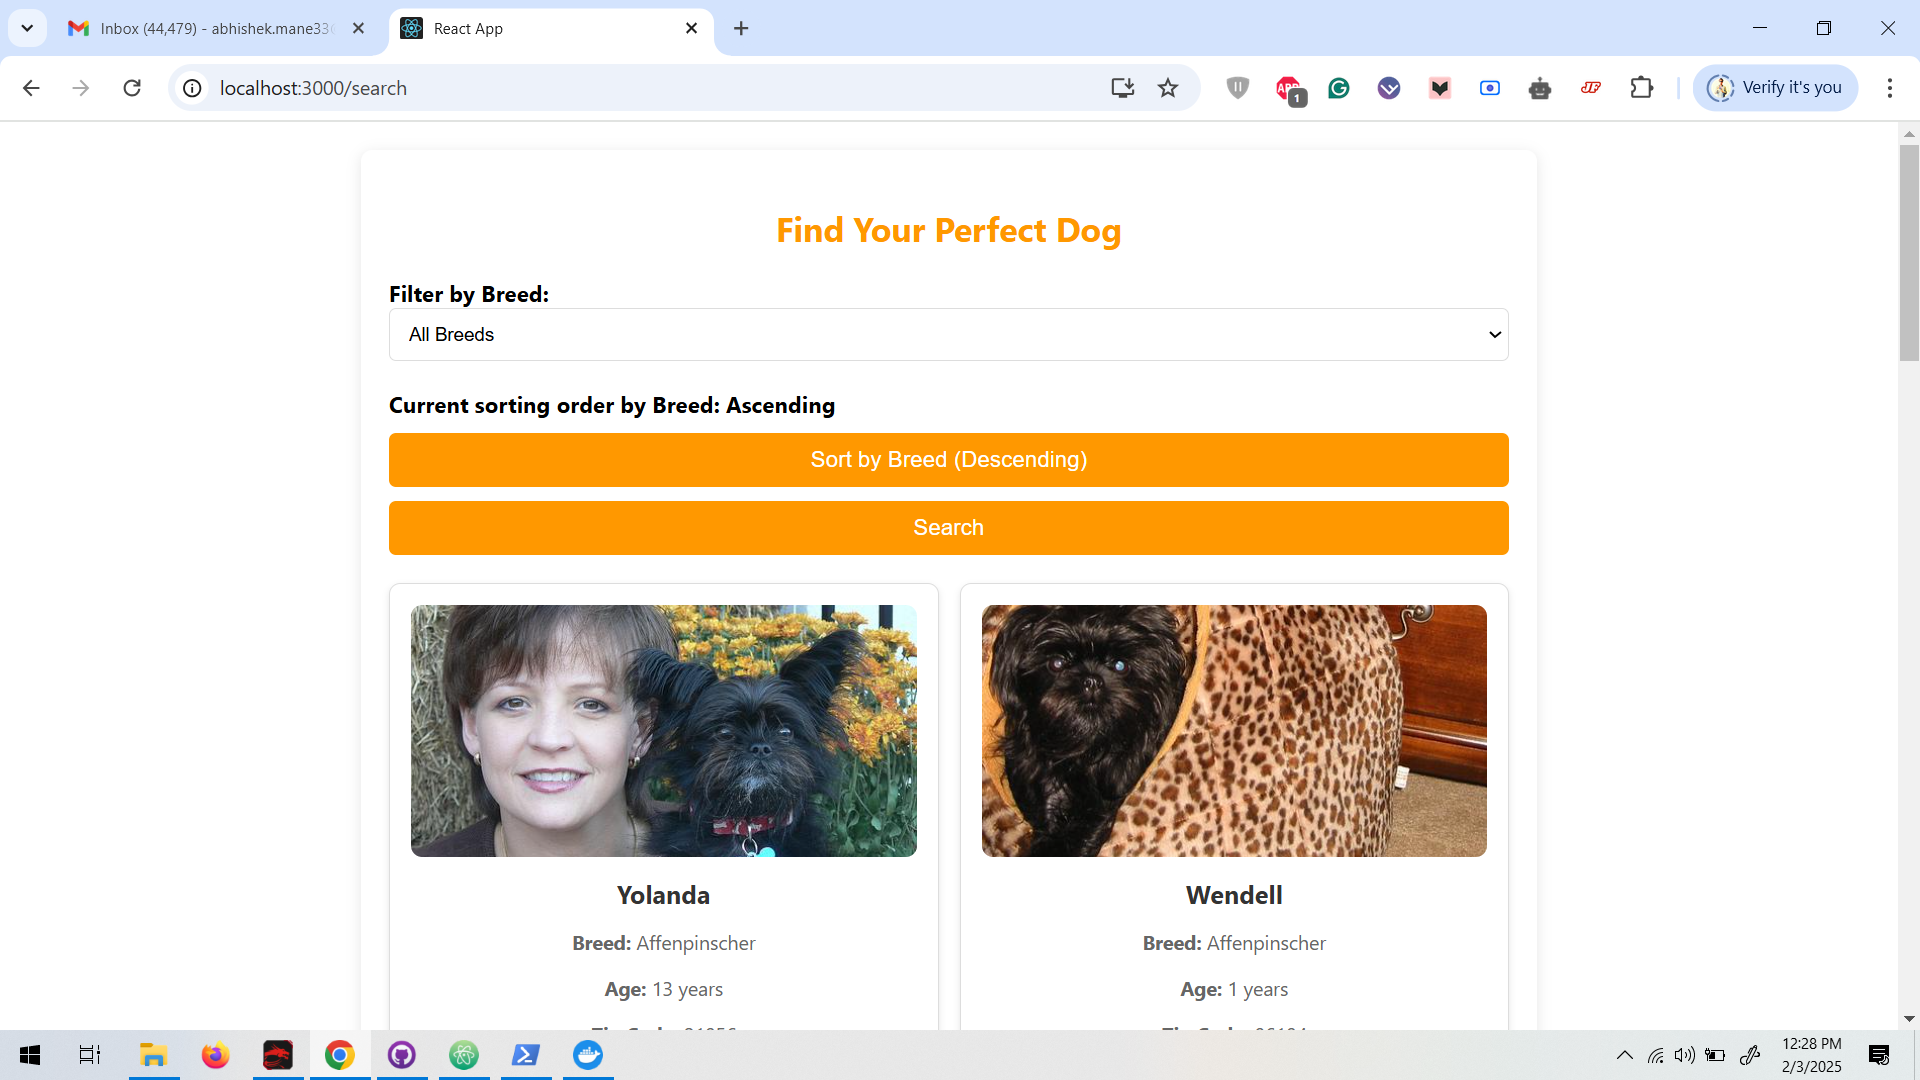 Inbox (44,479) - abhishek.mane33
React App
localhost:3000/search
1
Verify it's you
Find Your Perfect Dog
Filter by Breed:
All Breeds
Current sorting order by Breed: Ascending
Sort by Breed (Descending)
Search
Yolanda
Wendell
Breed: Affenpinscher
Breed: Affenpinscher
Age: 13 years
Age: 1 years
12:28 PM
2/3/2025